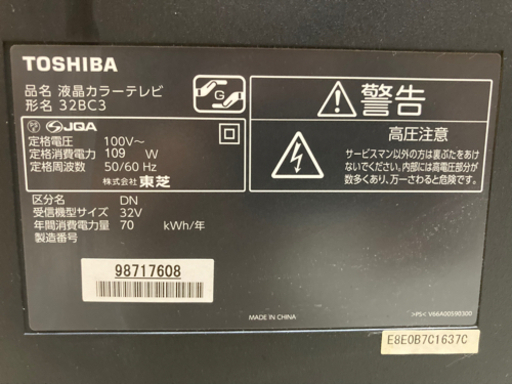 TOSHIBA
品名 液晶カラーテレビ
形名 32BC3
G
JQA
定格電圧 100V～
定格消費電力 109 W
定格周波数 50/60 Hz
株式会社 東芝
区分名 DN
受信機型サイズ 32V
年間消費電力量 70 kWh/年
製造番号
98717608
警告
高圧注意
サービスマン以外の方は裏ぶたをあけ
ないでください。内部には高電圧部分が
数多くあり、万一さわると危険です。
MADE IN CHINA
>PS< V66A00598300
E8E0B7C1637C